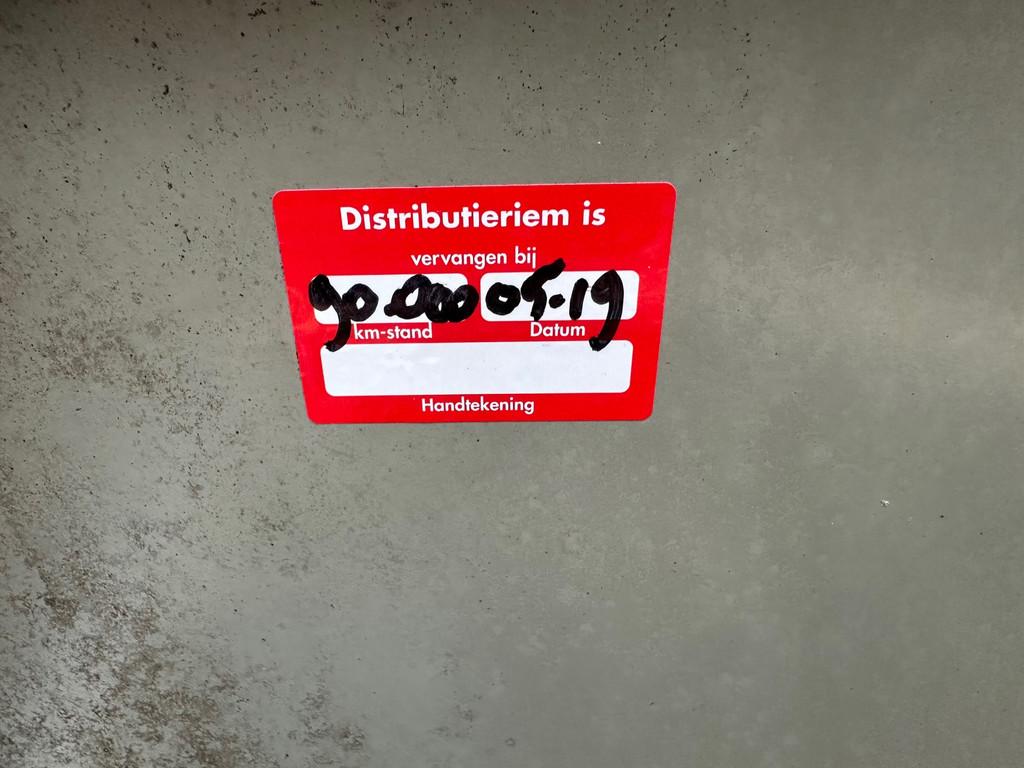 Distributieriem is
vervangen bij
90.000 05-19
km-stand Datum
Handtekening